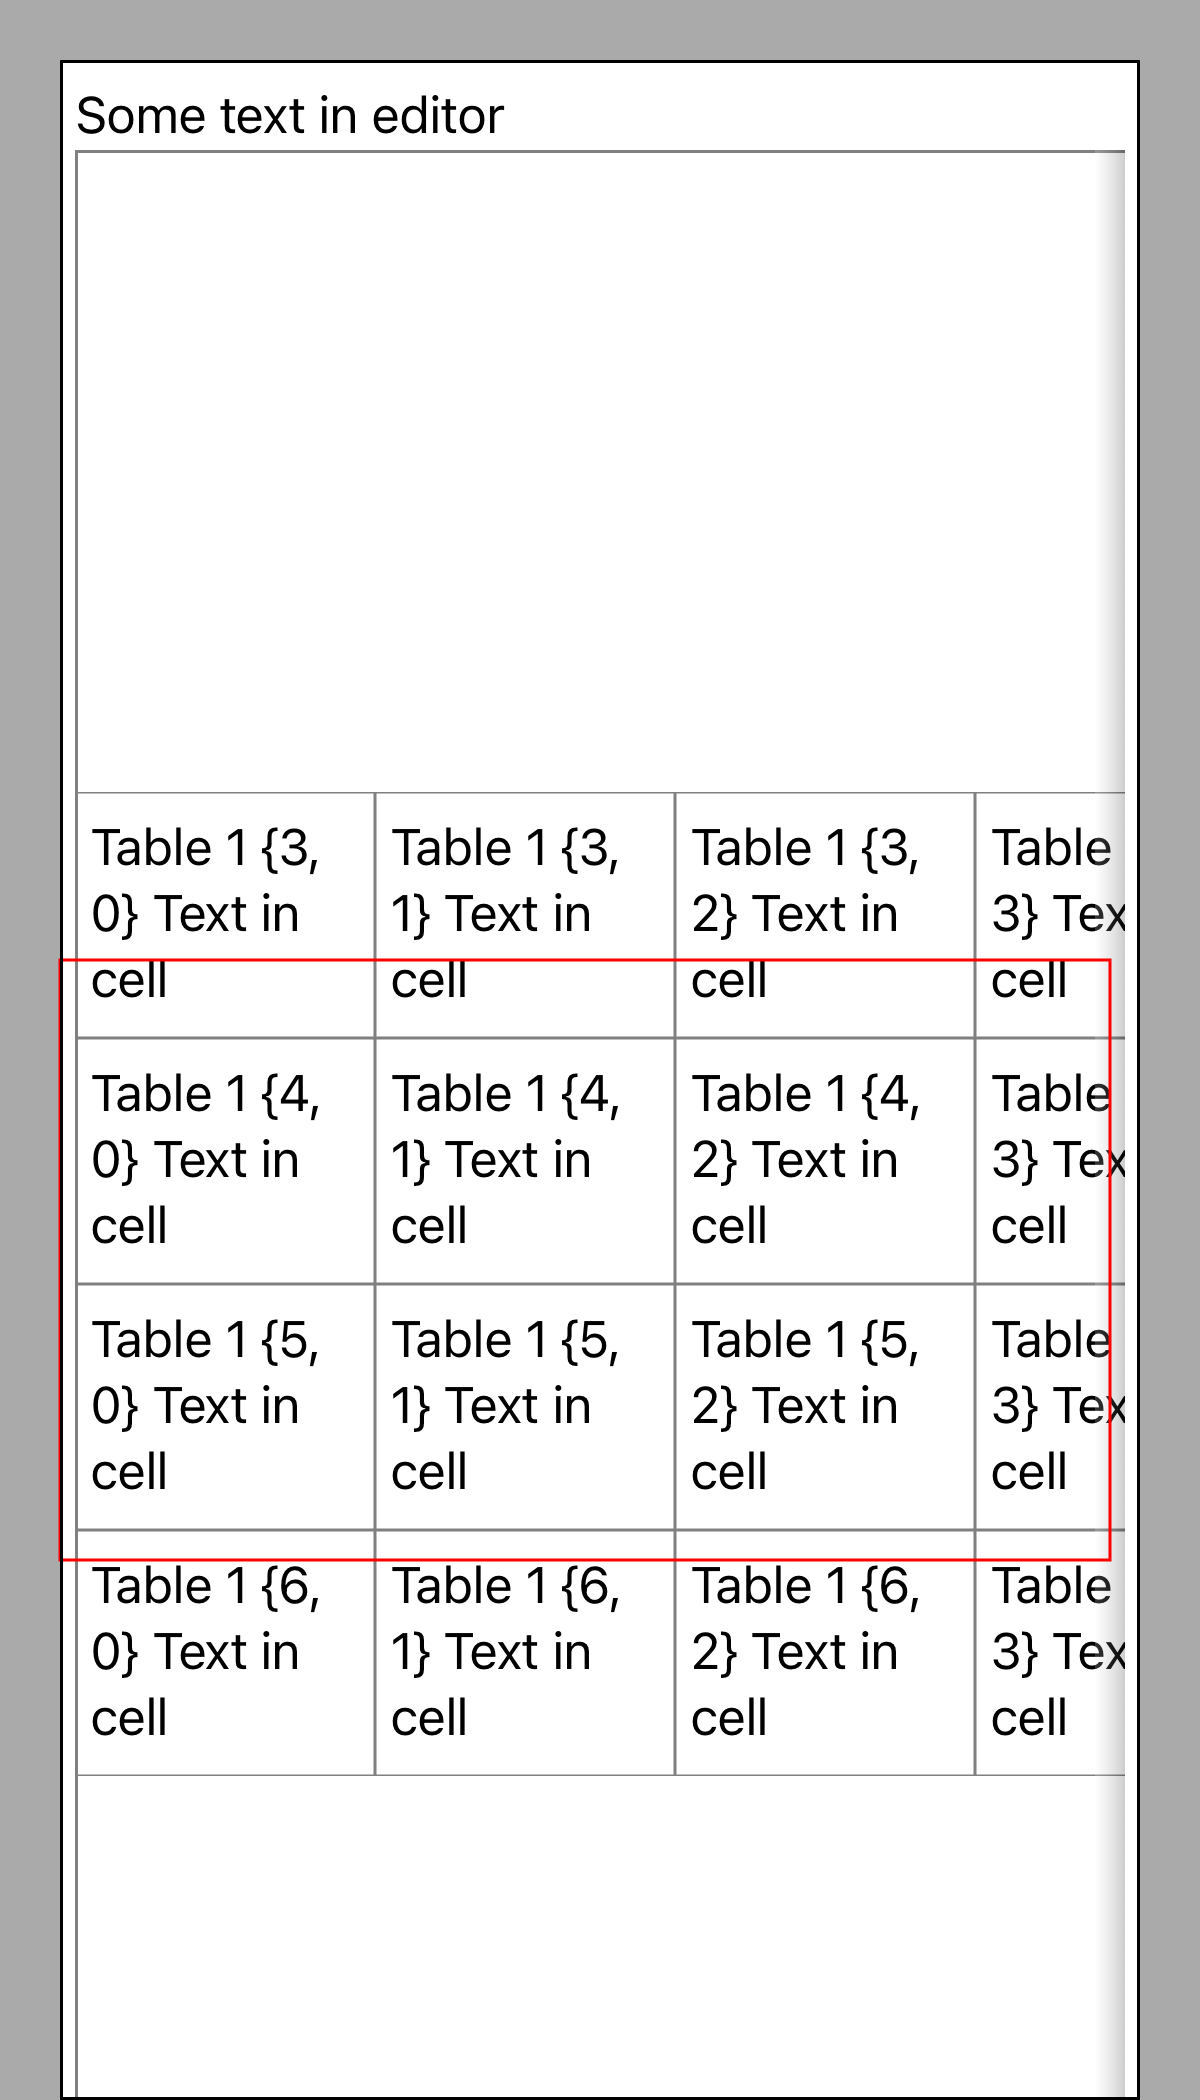 Some text in editor
Table 1 {3, Table 1 {3, Table 1 {3, Table
0} Text in 1} Text in 2} Text in 3} Tex
cell cell cell cell
Table 1 {4, Table 1 {4, Table 1 {4, Table
0} Text in 1} Text in 2} Text in 3} Tex
cell cell cell cell
Table 1 {5, Table 1 {5, Table 1 {5, Table
0} Text in 1} Text in 2} Text in 3} Tex
cell cell cell cell
Table 1 {6, Table 1 {6, Table 1 {6, Table
0} Text in 1} Text in 2} Text in 3} Tex
cell cell cell cell